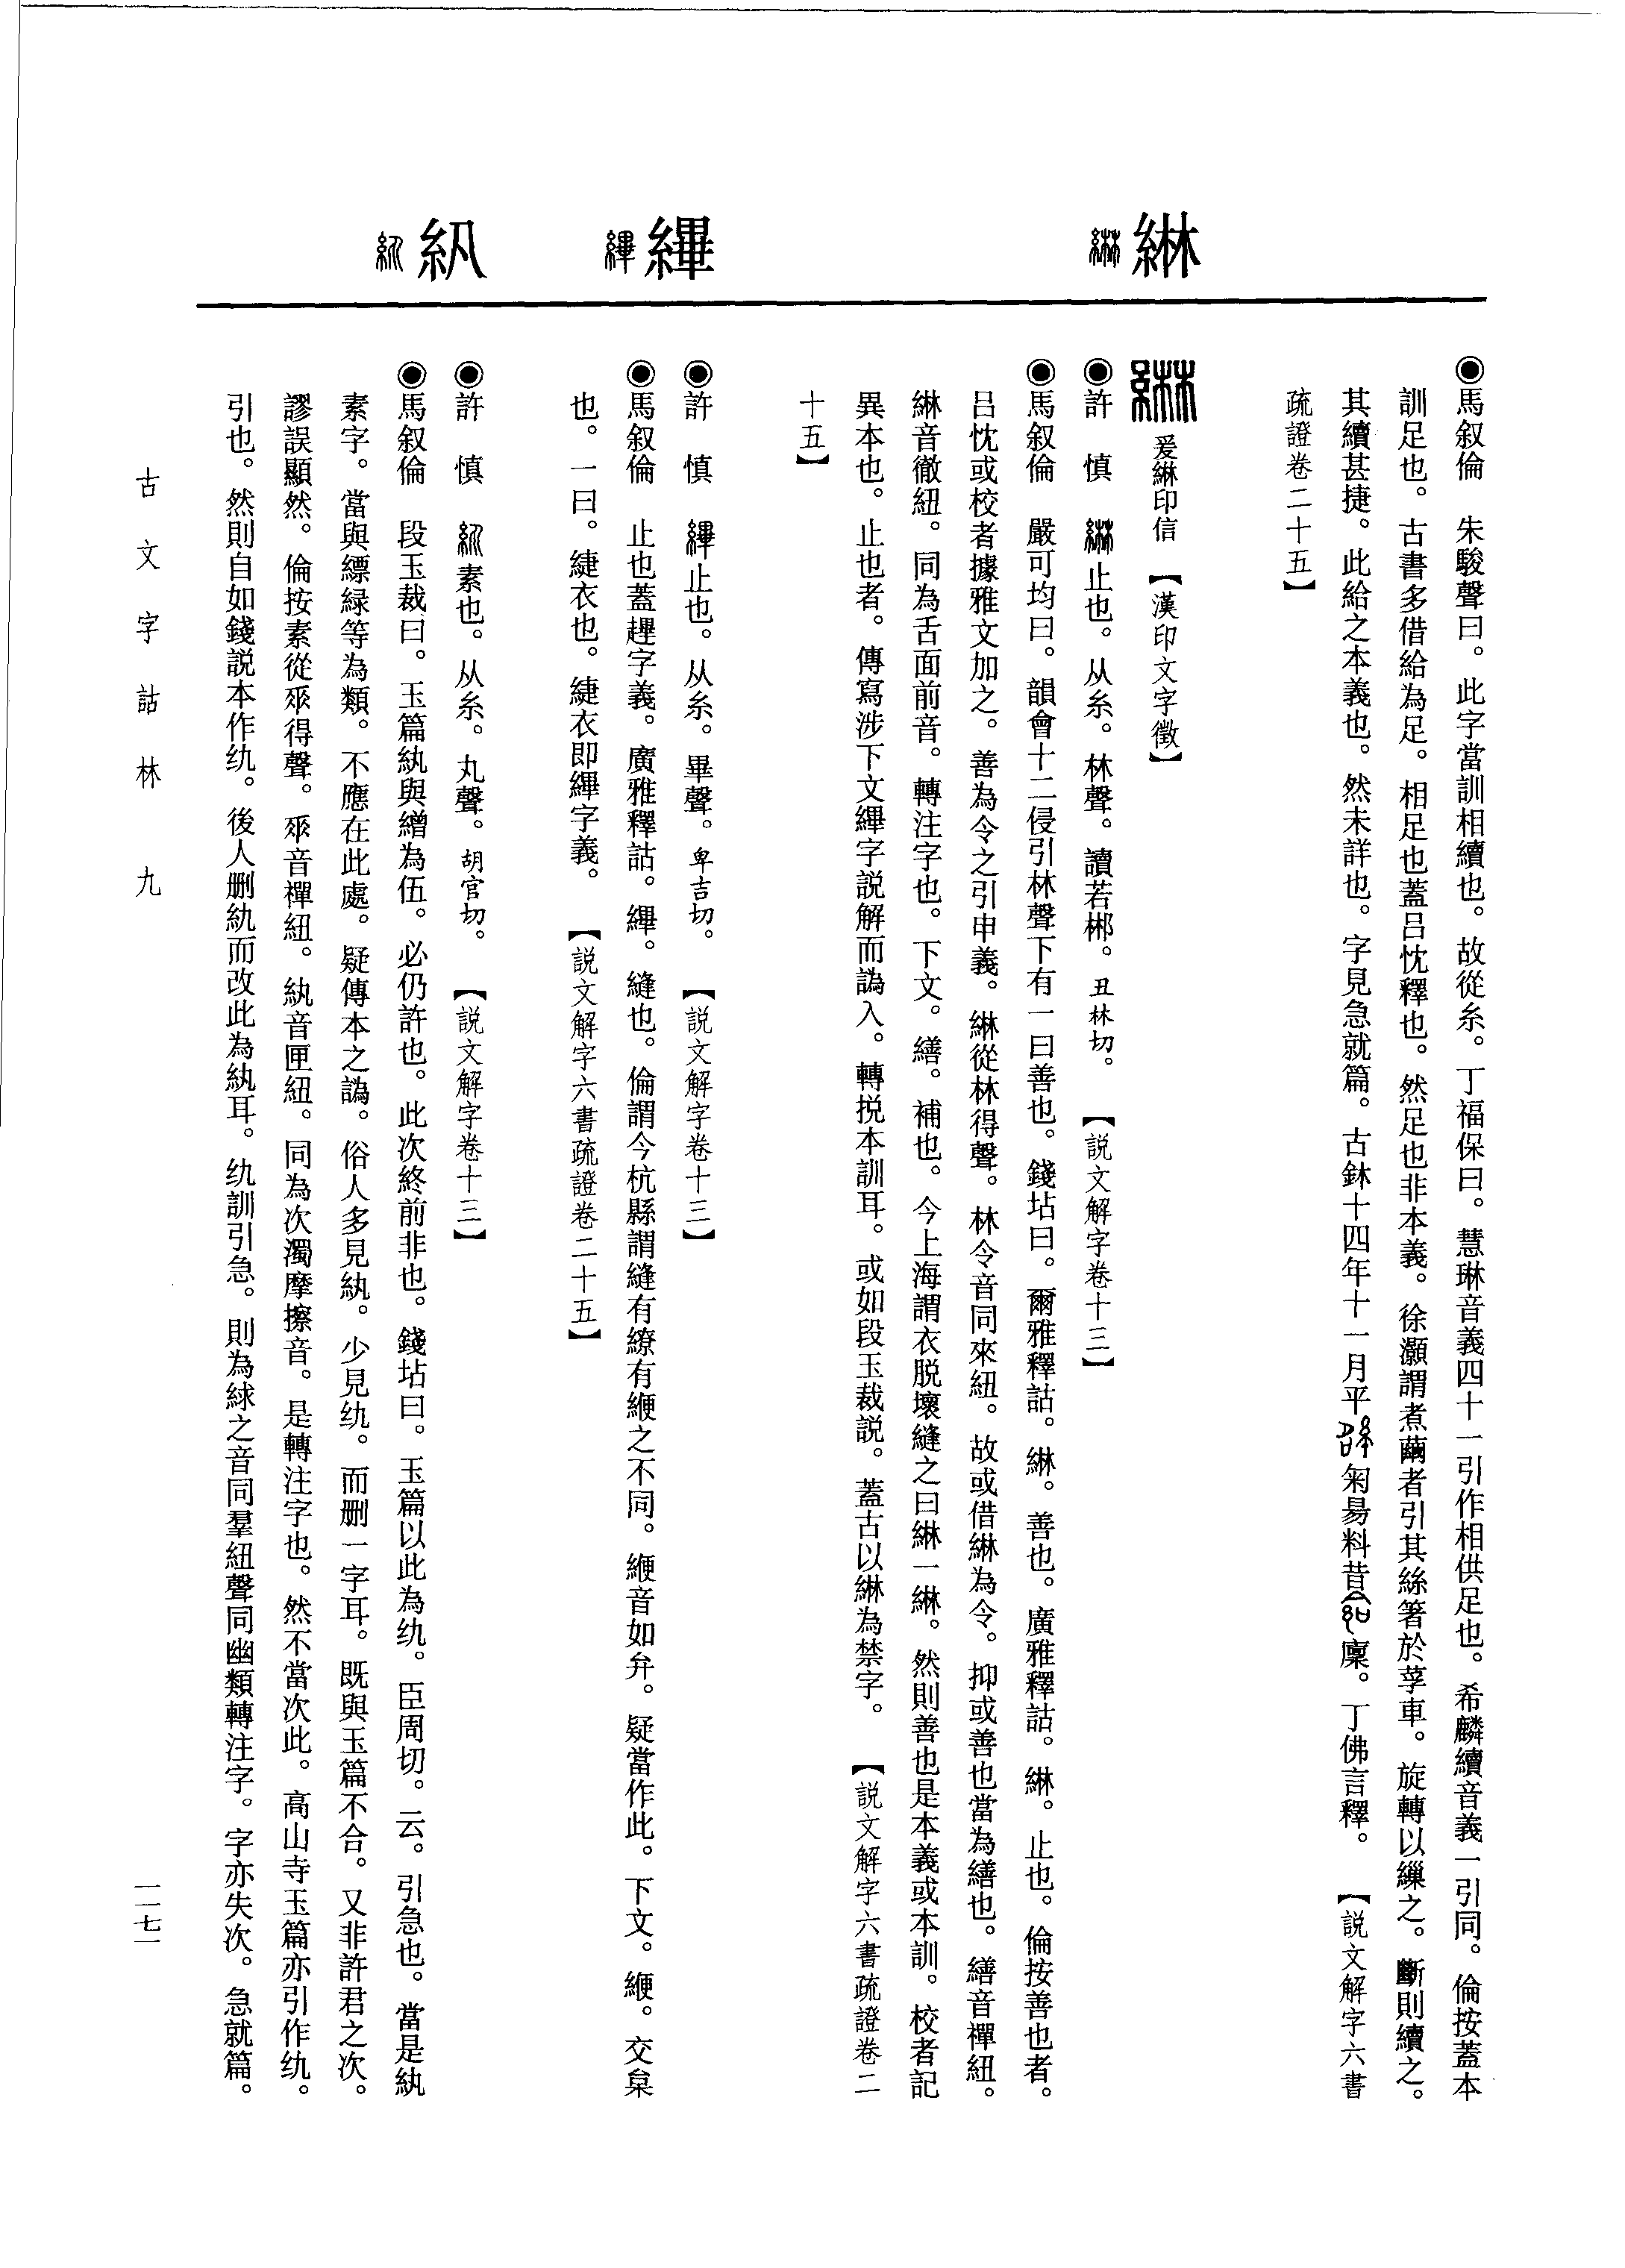 綝 綝
縪 縪
紈 紈
◉馬叙倫　朱駿聲曰。此字當訓相續也。故從糸。丁福保曰。慧琳音義四十一引作相供足也。希麟續音義一引同。倫按蓋本
訓足也。古書多借給為足。相足也蓋呂忱釋也。然足也非本義。徐灝謂煮繭者引其絲箸於莩車。旋轉以繅之。斷則續之。
其續甚捷。此給之本義也。然未詳也。字見急就篇。古鉥十四年十一月平匋昜料昔廩。丁佛言釋。　【説文解字六書
疏證卷二十五】
綝　爰綝印信　【漢印文字徵】
◉許　慎　綝止也。从糸。林聲。讀若郴。丑林切。　【説文解字卷十三】
◉馬叙倫　嚴可均曰。韻會十二侵引林聲下有一曰善也。錢坫曰。爾雅釋詁。綝。善也。廣雅釋詁。綝。止也。倫按善也者。
呂忱或校者據雅文加之。善為令之引申義。綝從林得聲。林令音同來紐。故或借綝為令。抑或善也當為繕也。繕音禪紐。
綝音徹紐。同為舌面前音。轉注字也。下文。繕。補也。今上海謂衣脱壞縫之曰綝一綝。然則善也是本義或本訓。校者記
異本也。止也者。傳寫涉下文縪字説解而譌入。轉挩本訓耳。或如段玉裁説。蓋古以綝為禁字。　【説文解字六書疏證卷二
十五】
◉許　慎　縪止也。从糸。畢聲。卑吉切。　【説文解字卷十三】
◉馬叙倫　止也蓋趩字義。廣雅釋詁。縪。縫也。倫謂今杭縣謂縫有繚有緶之不同。緶音如弁。疑當作此。下文。緶。交枲
也。一曰。緁衣也。緁衣即縪字義。　【説文解字六書疏證卷二十五】
◉許　慎　紈素也。从糸。丸聲。胡官切。　【説文解字卷十三】
◉馬叙倫　段玉裁曰。玉篇紈與繒為伍。必仍許也。此次終前非也。錢坫曰。玉篇以此為䊵。臣周切。云。引急也。當是紈
素字。當與縹緑等為類。不應在此處。疑傳本之譌。俗人多見紈。少見䊵。而删一字耳。既與玉篇不合。又非許君之次。
謬誤顯然。倫按素從𠂹得聲。𠂹音禪紐。紈音匣紐。同為次濁摩擦音。是轉注字也。然不當次此。高山寺玉篇亦引作䊵。
引也。然則自如錢説本作䊵。後人删䊵而改此為紈耳。䊵訓引急。則為絿之音同羣紐聲同幽類轉注字。字亦失次。急就篇。
古文字詁林　九
一一七一